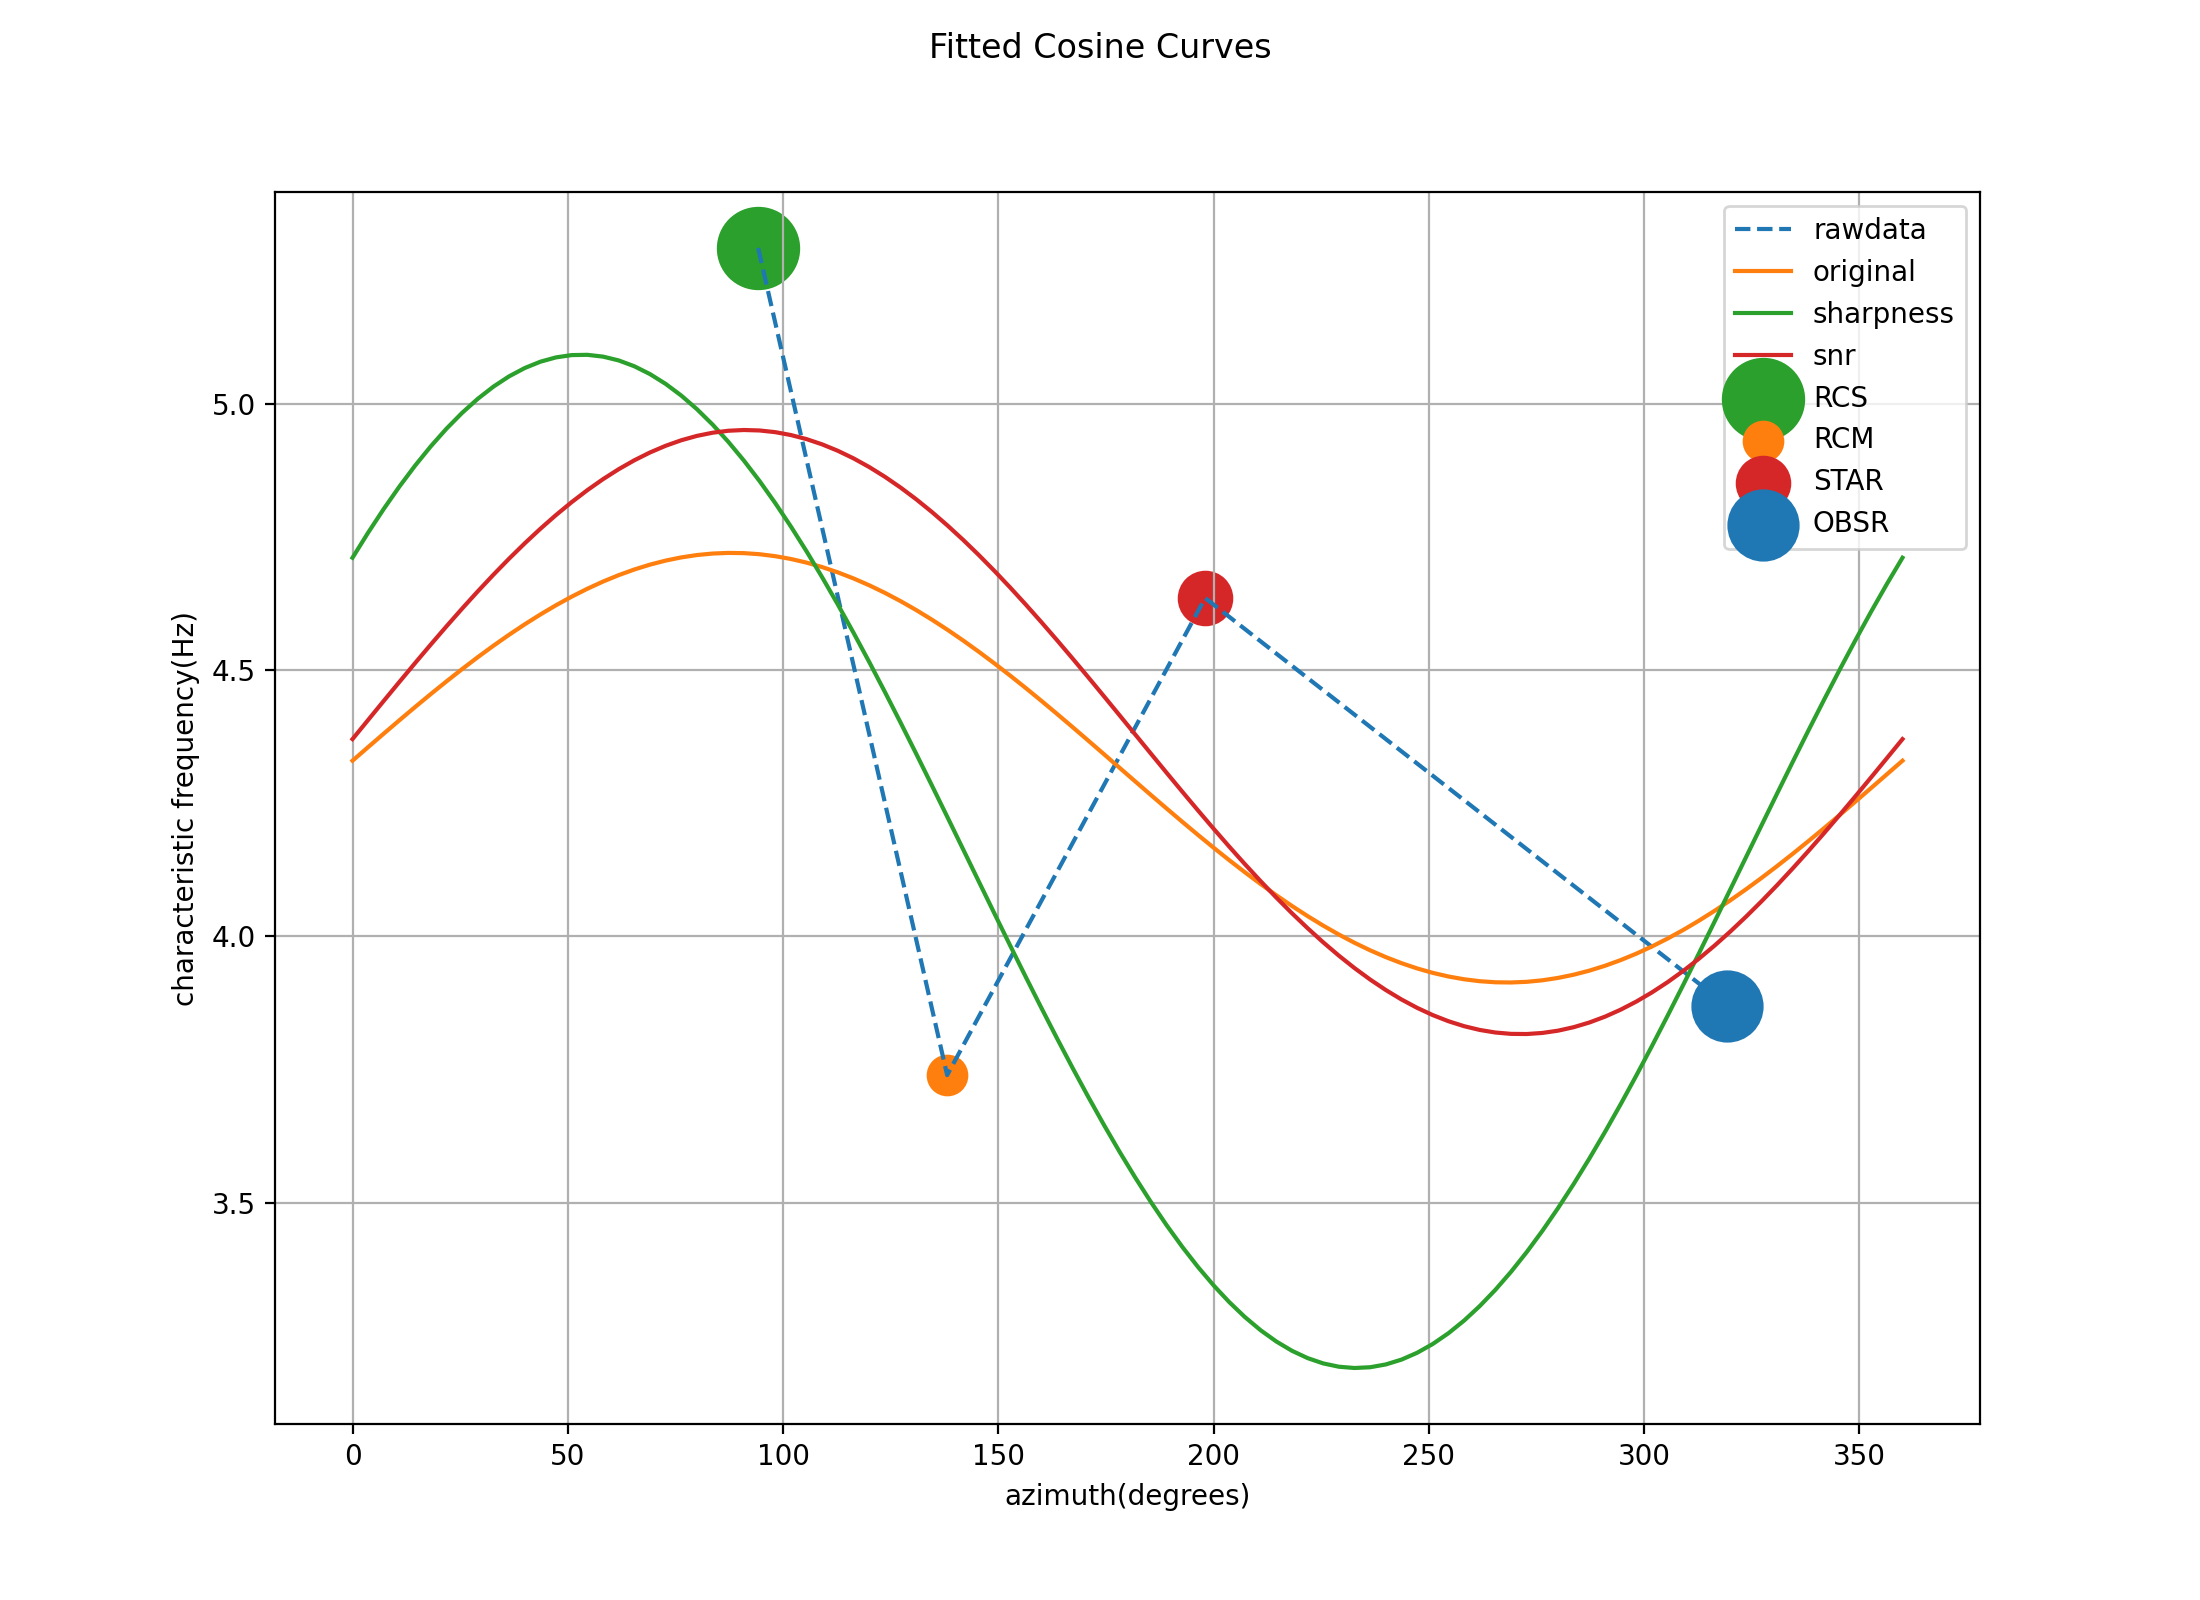 Fitted Cosine Curves
rawdata
original
sharpness
snr
RCS
RCM
STAR
OBSR
characteristic frequency(Hz)
5.0
4.5
4.0
3.5
0 50 100 150 200 250 300 350
azimuth(degrees)